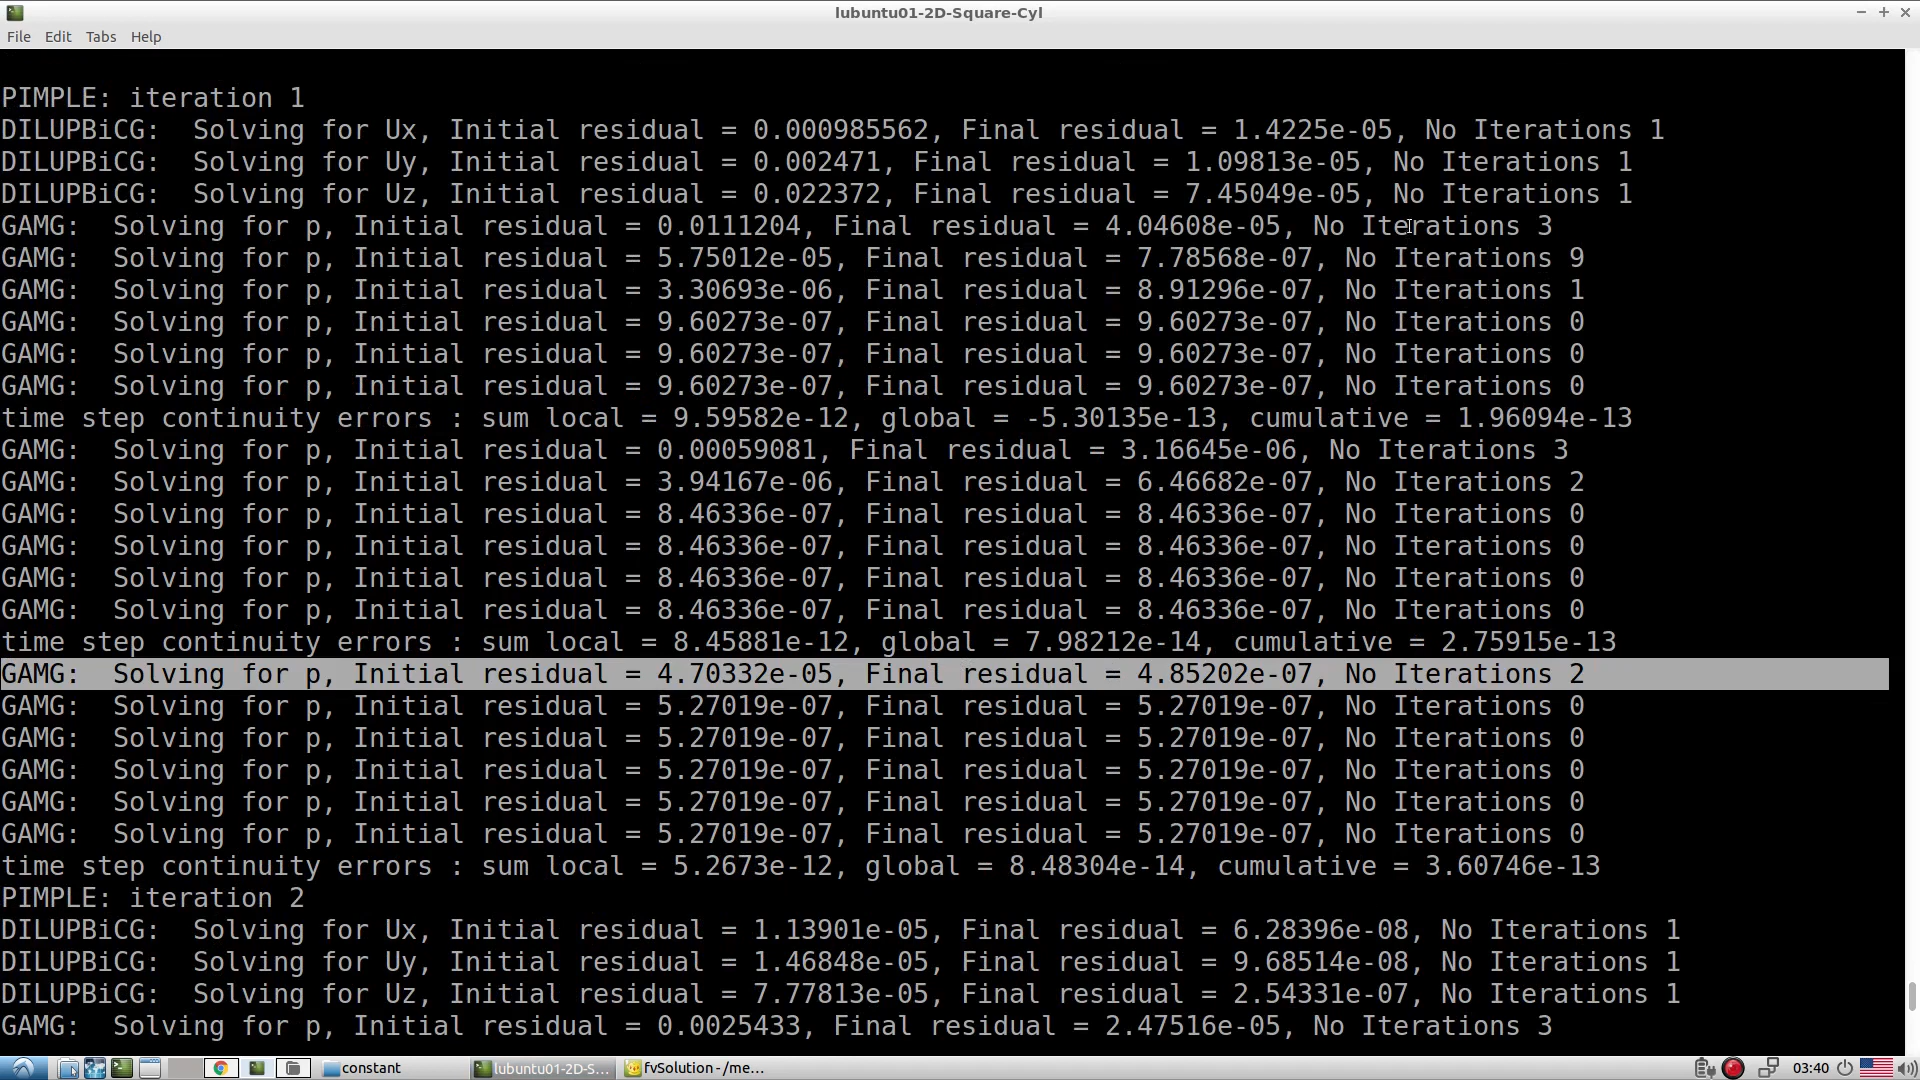 lubuntu01-2D-Square-Cyl
File Edit Tabs Help
PIMPLE: iteration 1
DILUPBiCG:  Solving for Ux, Initial residual = 0.000985562, Final residual = 1.4225e-05, No Iterations 1
DILUPBiCG:  Solving for Uy, Initial residual = 0.002471, Final residual = 1.09813e-05, No Iterations 1
DILUPBiCG:  Solving for Uz, Initial residual = 0.022372, Final residual = 7.45049e-05, No Iterations 1
GAMG:  Solving for p, Initial residual = 0.0111204, Final residual = 4.04608e-05, No Iterations 3
GAMG:  Solving for p, Initial residual = 5.75012e-05, Final residual = 7.78568e-07, No Iterations 9
GAMG:  Solving for p, Initial residual = 3.30693e-06, Final residual = 8.91296e-07, No Iterations 1
GAMG:  Solving for p, Initial residual = 9.60273e-07, Final residual = 9.60273e-07, No Iterations 0
GAMG:  Solving for p, Initial residual = 9.60273e-07, Final residual = 9.60273e-07, No Iterations 0
GAMG:  Solving for p, Initial residual = 9.60273e-07, Final residual = 9.60273e-07, No Iterations 0
time step continuity errors : sum local = 9.59582e-12, global = -5.30135e-13, cumulative = 1.96094e-13
GAMG:  Solving for p, Initial residual = 0.00059081, Final residual = 3.16645e-06, No Iterations 3
GAMG:  Solving for p, Initial residual = 3.94167e-06, Final residual = 6.46682e-07, No Iterations 2
GAMG:  Solving for p, Initial residual = 8.46336e-07, Final residual = 8.46336e-07, No Iterations 0
GAMG:  Solving for p, Initial residual = 8.46336e-07, Final residual = 8.46336e-07, No Iterations 0
GAMG:  Solving for p, Initial residual = 8.46336e-07, Final residual = 8.46336e-07, No Iterations 0
GAMG:  Solving for p, Initial residual = 8.46336e-07, Final residual = 8.46336e-07, No Iterations 0
time step continuity errors : sum local = 8.45881e-12, global = 7.98212e-14, cumulative = 2.75915e-13
GAMG:  Solving for p, Initial residual = 4.70332e-05, Final residual = 4.85202e-07, No Iterations 2
GAMG:  Solving for p, Initial residual = 5.27019e-07, Final residual = 5.27019e-07, No Iterations 0
GAMG:  Solving for p, Initial residual = 5.27019e-07, Final residual = 5.27019e-07, No Iterations 0
GAMG:  Solving for p, Initial residual = 5.27019e-07, Final residual = 5.27019e-07, No Iterations 0
GAMG:  Solving for p, Initial residual = 5.27019e-07, Final residual = 5.27019e-07, No Iterations 0
GAMG:  Solving for p, Initial residual = 5.27019e-07, Final residual = 5.27019e-07, No Iterations 0
time step continuity errors : sum local = 5.2673e-12, global = 8.48304e-14, cumulative = 3.60746e-13
PIMPLE: iteration 2
DILUPBiCG:  Solving for Ux, Initial residual = 1.13901e-05, Final residual = 6.28396e-08, No Iterations 1
DILUPBiCG:  Solving for Uy, Initial residual = 1.46848e-05, Final residual = 9.68514e-08, No Iterations 1
DILUPBiCG:  Solving for Uz, Initial residual = 7.77813e-05, Final residual = 2.54331e-07, No Iterations 1
GAMG:  Solving for p, Initial residual = 0.0025433, Final residual = 2.47516e-05, No Iterations 3
constant lubuntu01-2D-S... fvSolution - /me... 03:40